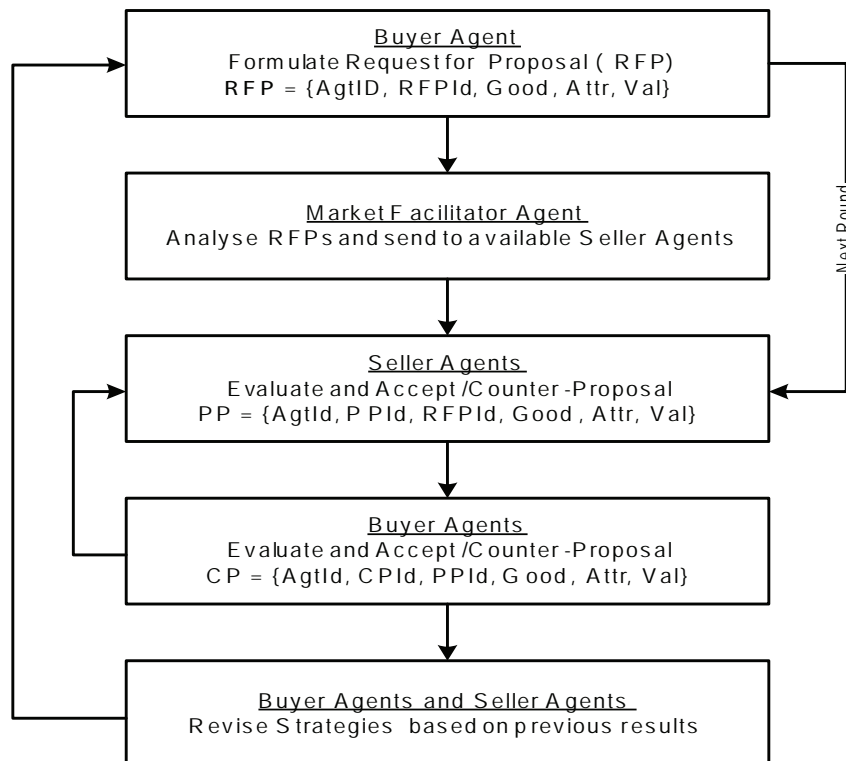 Buyer Agent
Formulate Request for Proposal ( RFP)
RFP = {AgtID, RFPId, Good, Attr, Val}
Market Facilitator Agent
Analyse RFPs and send to available Seller Agents
Next Round
Seller Agents
Evaluate and Accept /Counter -Proposal
PP = {AgtId, PPId, RFPId, Good , Attr, Val}
Buyer Agents
Evaluate and Accept /Counter -Proposal
CP = {AgtId, CPId, PPId, Good , Attr, Val}
Buyer Agents and Seller Agents
Revise Strategies based on previous results